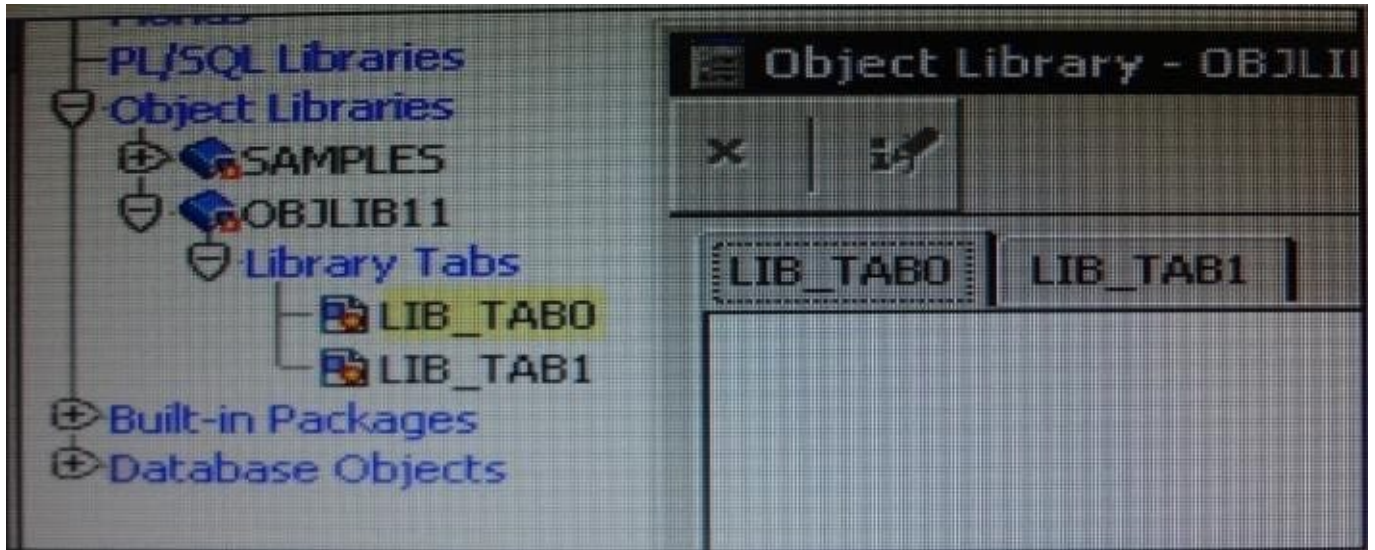 PL/SQL Libraries
Object Libraries
SAMPLES
OBJLIB11
Library Tabs
LIB_TAB0
LIB_TAB1
Built-in Packages
Database Objects
Object Library - OBJLI
LIB_TAB0 LIB_TAB1